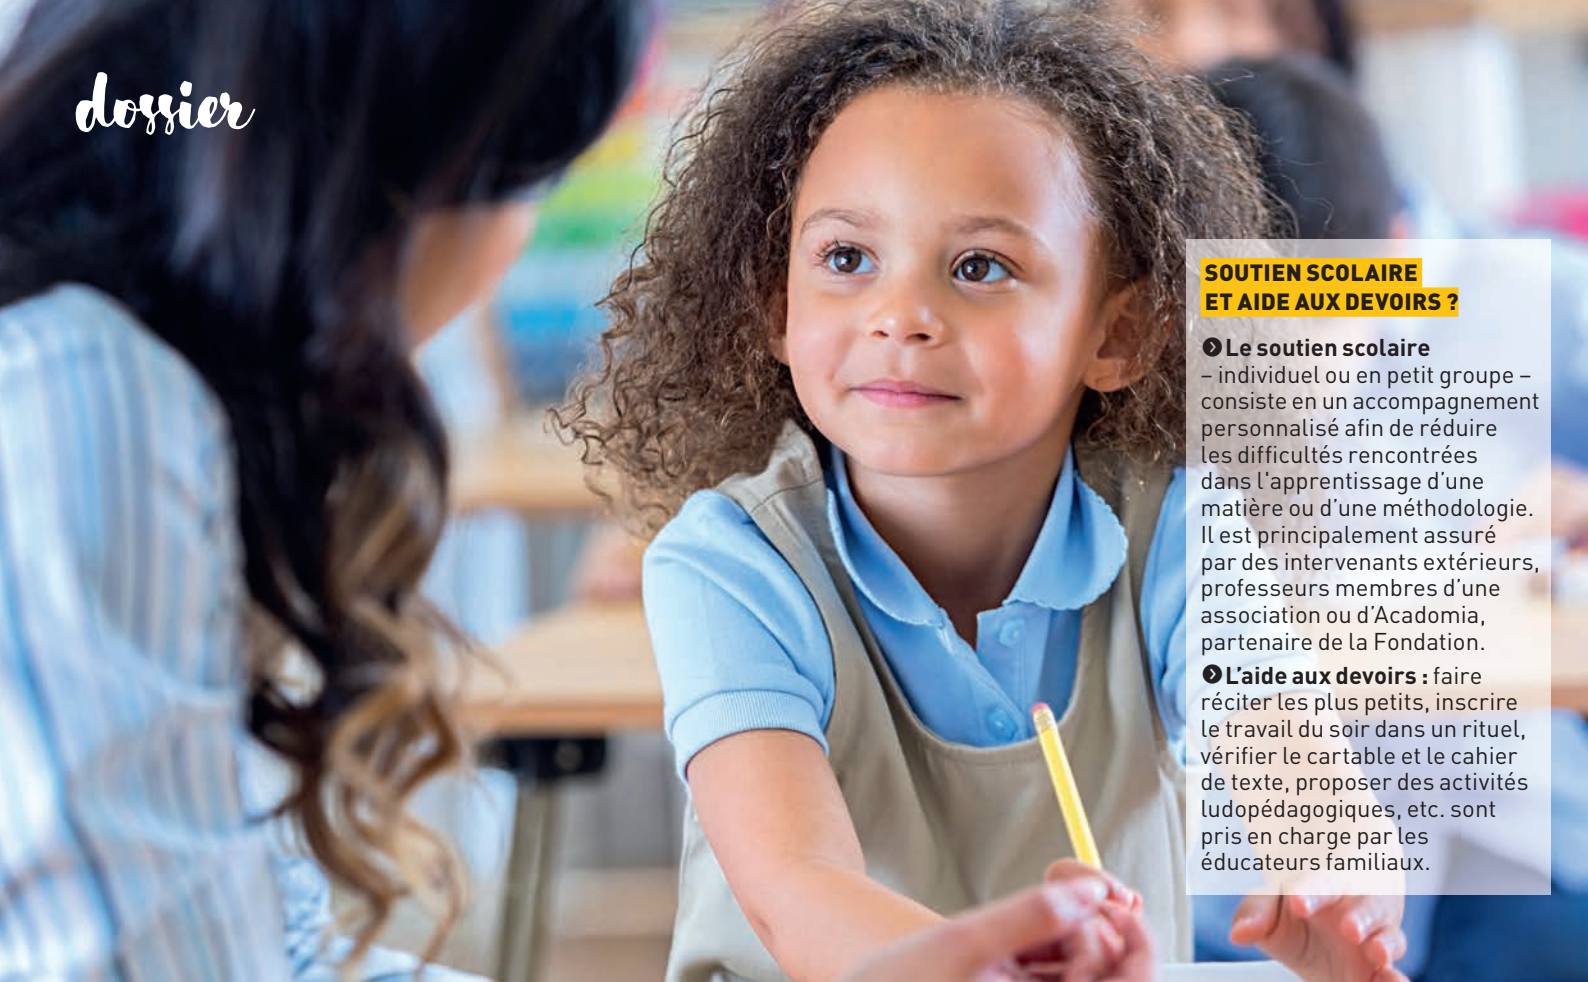 dossier
SOUTIEN SCOLAIRE
ET AIDE AUX DEVOIRS ?
Le soutien scolaire
– individuel ou en petit groupe –
consiste en un accompagnement
personnalisé afin de réduire
les difficultés rencontrées
dans l'apprentissage d’une
matière ou d’une méthodologie.
Il est principalement assuré
par des intervenants extérieurs,
professeurs membres d’une
association ou d’Acadomia,
partenaire de la Fondation.
L’aide aux devoirs : faire
réciter les plus petits, inscrire
le travail du soir dans un rituel,
vérifier le cartable et le cahier
de texte, proposer des activités
ludopédagogiques, etc. sont
pris en charge par les
éducateurs familiaux.